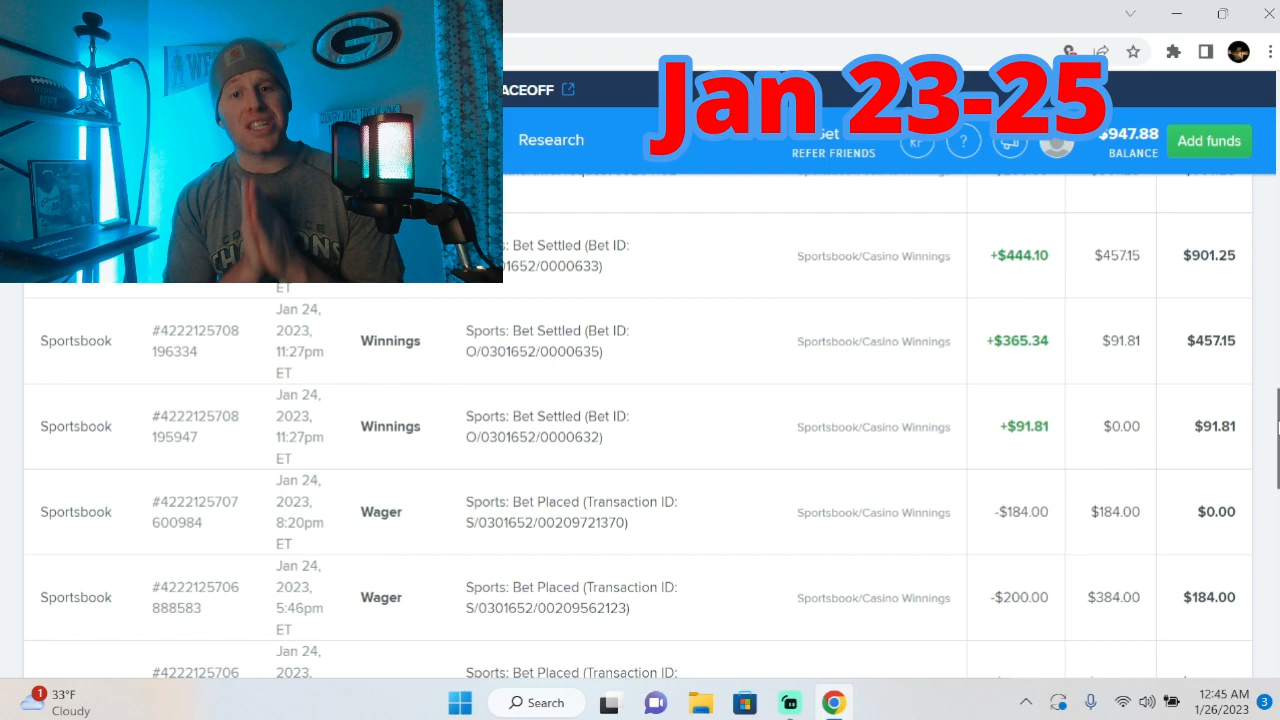 Jan 23-25
ACEOFF
Research
REFER FRIENDS
?
$947.88
BALANCE
Add funds
G
NFL
Sports: Bet Settled (Bet ID:
O/0301652/0000633)
Sportsbook/Casino Winnings
+$444.10
$457.15
$901.25
ET
Sportsbook
#4222125708
196334
Jan 24,
2023,
11:27pm
ET
Winnings
Sports: Bet Settled (Bet ID:
O/0301652/0000635)
Sportsbook/Casino Winnings
+$365.34
$91.81
$457.15
Sportsbook
#4222125708
195947
Jan 24,
2023,
11:27pm
ET
Winnings
Sports: Bet Settled (Bet ID:
O/0301652/0000632)
Sportsbook/Casino Winnings
+$91.81
$0.00
$91.81
Sportsbook
#4222125707
600984
Jan 24,
2023,
8:20pm
ET
Wager
Sports: Bet Placed (Transaction ID:
S/0301652/00209721370)
Sportsbook/Casino Winnings
-$184.00
$184.00
$0.00
Sportsbook
#4222125706
888583
Jan 24,
2023,
5:46pm
ET
Wager
Sports: Bet Placed (Transaction ID:
S/0301652/00209562123)
Sportsbook/Casino Winnings
-$200.00
$384.00
$184.00
#4222125706
Jan 24,
2023,
Sports: Bet Placed (Transaction ID:
1
33°F
Cloudy
Search
12:45 AM
1/26/2023
3